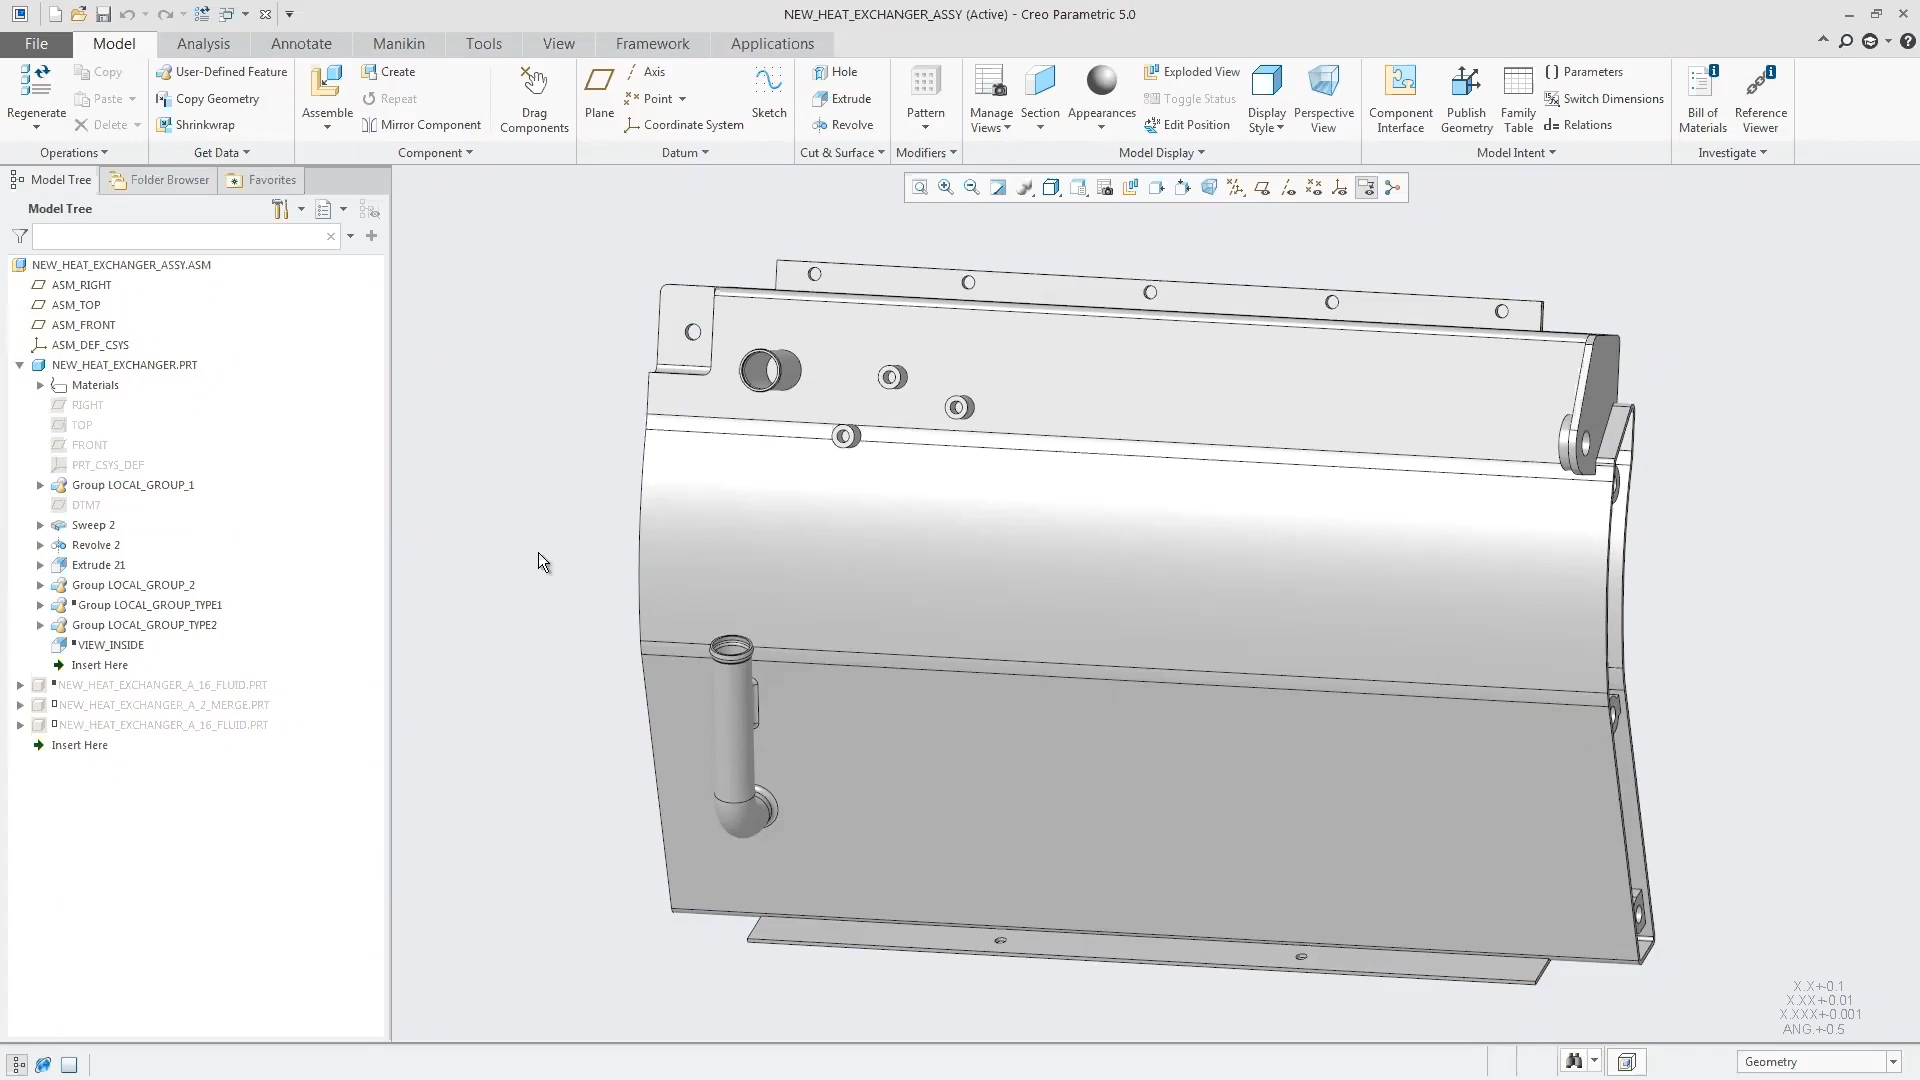 NEW_HEAT_EXCHANGER_ASSY (Active) - Creo Parametric 5.0
File Model Analysis Annotate Manikin Tools View Framework Applications
Regenerate
Copy
Paste
Delete
Operations
User-Defined Feature
Copy Geometry
Shrinkwrap
Get Data
Assemble
Create
Repeat
Mirror Component
Drag Components
Component
Plane
Axis
Point
Coordinate System
Sketch
Datum
Hole
Extrude
Revolve
Cut & Surface
Pattern
Modifiers
Manage Views
Section
Appearances
Exploded View
Toggle Status
Edit Position
Display Style
Perspective View
Model Display
Component Interface
Publish Geometry
Family Table
Parameters
Switch Dimensions
d= Relations
Model Intent
Bill of Materials
Reference Viewer
Investigate
Model Tree Folder Browser Favorites
Model Tree
NEW_HEAT_EXCHANGER_ASSY.ASM
ASM_RIGHT
ASM_TOP
ASM_FRONT
ASM_DEF_CSYS
NEW_HEAT_EXCHANGER.PRT
Materials
RIGHT
TOP
FRONT
PRT_CSYS_DEF
Group LOCAL_GROUP_1
DTM7
Sweep 2
Revolve 2
Extrude 21
Group LOCAL_GROUP_2
Group LOCAL_GROUP_TYPE1
Group LOCAL_GROUP_TYPE2
VIEW_INSIDE
Insert Here
NEW_HEAT_EXCHANGER_A_16_FLUID.PRT
NEW_HEAT_EXCHANGER_A_2_MERGE.PRT
NEW_HEAT_EXCHANGER_A_16_FLUID.PRT
Insert Here
X.X+-0.1
X.XX+-0.01
X.XXX+-0.001
ANG.+-0.5
Geometry